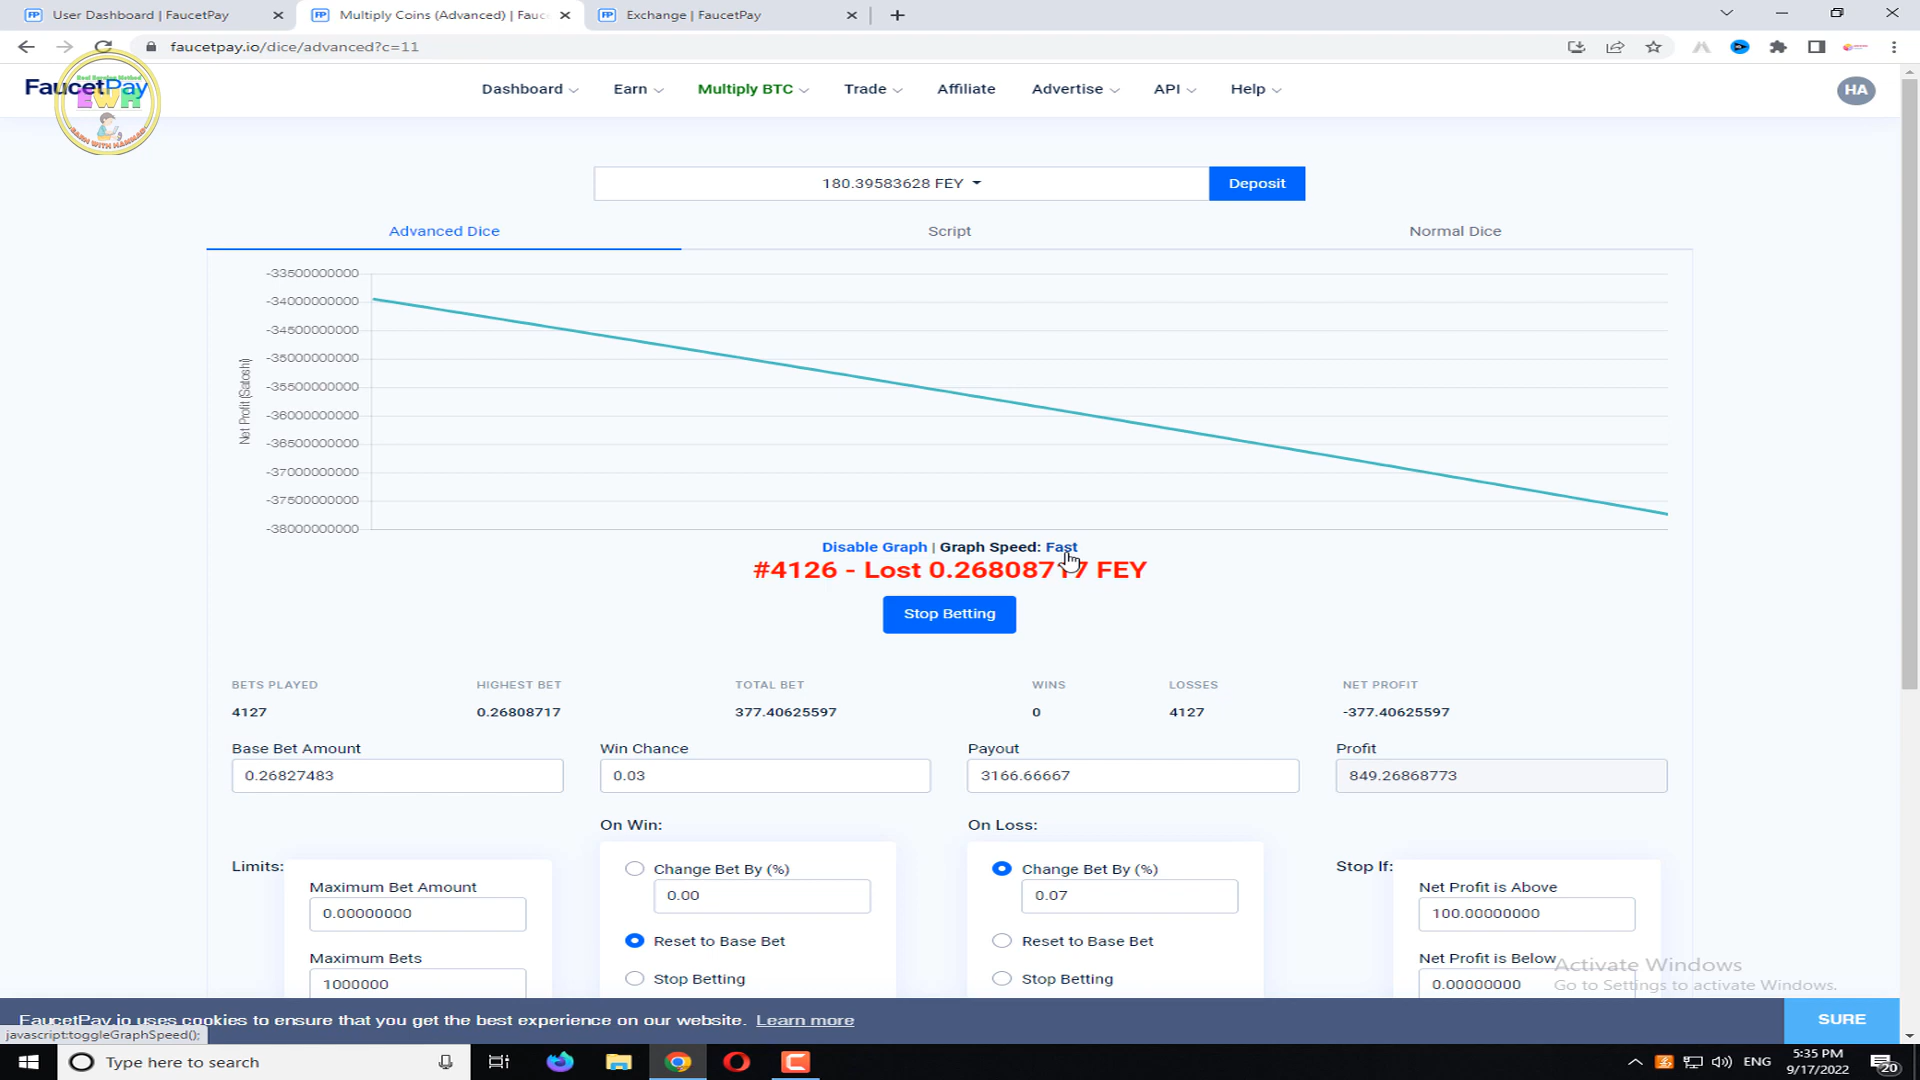 User Dashboard | FaucetPay
Multiply Coins (Advanced) | Fauc
Exchange | FaucetPay
faucetpay.io/dice/advanced?c=11
FaucetPay
Real Earning Method
EWH
EARN WITH HAMMAD
Dashboard
Earn
Multiply BTC
Trade
Affiliate
Advertise
API
Help
HA
180.39583628 FEY
Deposit
Advanced Dice
Script
Normal Dice
Net Profit (Satoshi)
-33500000000
-34000000000
-34500000000
-35000000000
-35500000000
-36000000000
-36500000000
-37000000000
-37500000000
-38000000000
Disable Graph | Graph Speed: Fast
#4126 - Lost 0.26808717 FEY
Stop Betting
BETS PLAYED HIGHEST BET TOTAL BET WINS LOSSES NET PROFIT
4127 0.26808717 377.40625597 0 4127 -377.40625597
Base Bet Amount Win Chance Payout Profit
0.26827483 0.03 3166.66667 849.26868773
On Win: On Loss:
Limits:
Maximum Bet Amount
0.00000000
Maximum Bets
1000000
Change Bet By (%)
0.00
Reset to Base Bet
Stop Betting
Change Bet By (%)
0.07
Reset to Base Bet
Stop Betting
Stop If:
Net Profit is Above
100.00000000
Net Profit is Below
0.00000000
Activate Windows
Go to Settings to activate Windows.
FaucetPay.io uses cookies to ensure that you get the best experience on our website. Learn more
SURE
javascript:toggleGraphSpeed();
Type here to search
ENG
5:35 PM
9/17/2022
20